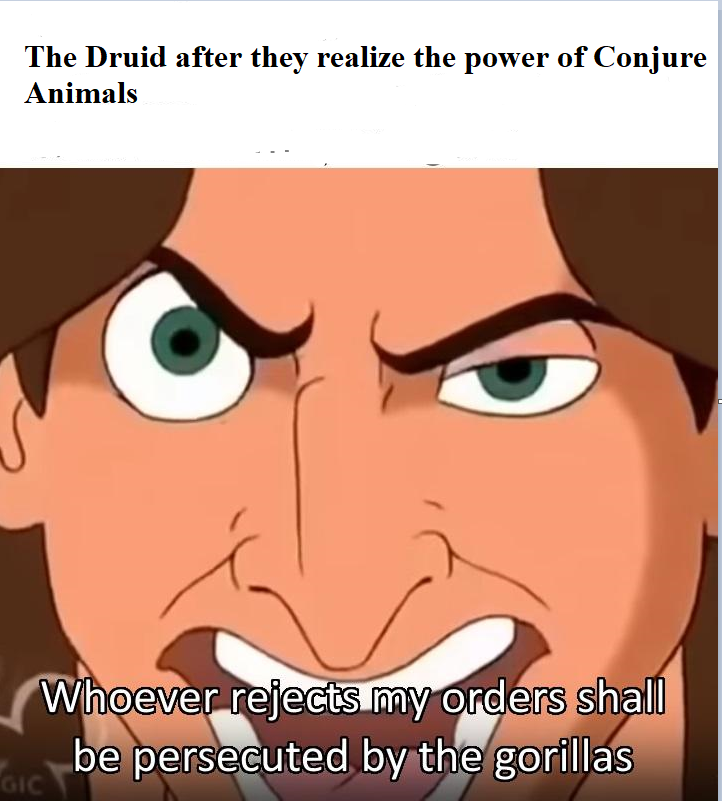 The Druid after they realize the power of Conjure
Animals
Whoever rejects my orders shall
be persecuted by the gorillas
GIC